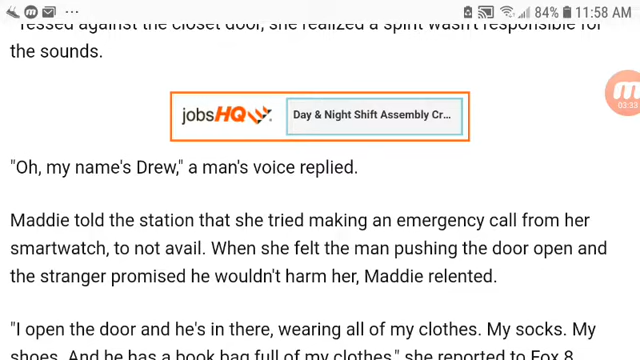 84% 11:58 AM
"Pressed against the closet door, she realized a spirit wasn't responsible for
the sounds.
03:33
jobsHQ
Day & Night Shift Assembly Cr...
"Oh, my name's Drew," a man's voice replied.
Maddie told the station that she tried making an emergency call from her
smartwatch, to not avail. When she felt the man pushing the door open and
the stranger promised he wouldn't harm her, Maddie relented.
"I open the door and he's in there, wearing all of my clothes. My socks. My
shoes. And he has a book bag full of my clothes," she reported to Fox 8.